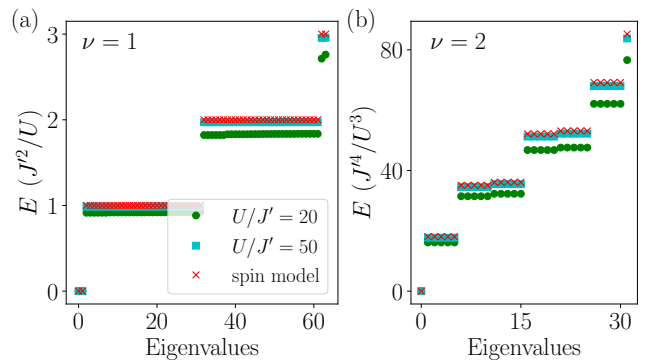 (a)
ν = 1
3
2
1
0
E (J′²/U)
U/J′ = 20
U/J′ = 50
spin model
0 20 40 60
Eigenvalues
(b)
ν = 2
80
40
0
E (J′⁴/U³)
0 15 30
Eigenvalues